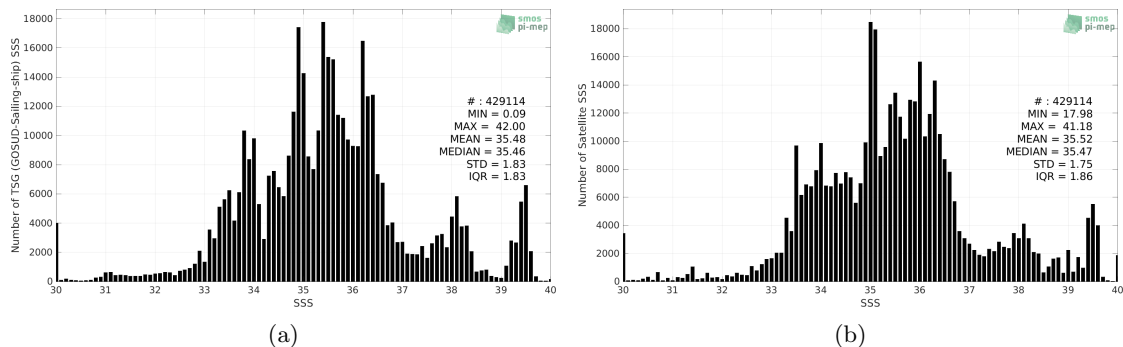 18000
16000
14000
12000
10000
8000
6000
4000
2000
0
Number of TSG (GOSUD-Sailing-ship) SSS
smos
pi-mep
# : 429114
MIN = 0.09
MAX = 42.00
MEAN = 35.48
MEDIAN = 35.46
STD = 1.83
IQR = 1.83
30 31 32 33 34 35 36 37 38 39 40
SSS
(a)
18000
16000
14000
12000
10000
8000
6000
4000
2000
0
Number of Satellite SSS
smos
pi-mep
# : 429114
MIN = 17.98
MAX = 41.18
MEAN = 35.52
MEDIAN = 35.47
STD = 1.75
IQR = 1.86
30 31 32 33 34 35 36 37 38 39 40
SSS
(b)